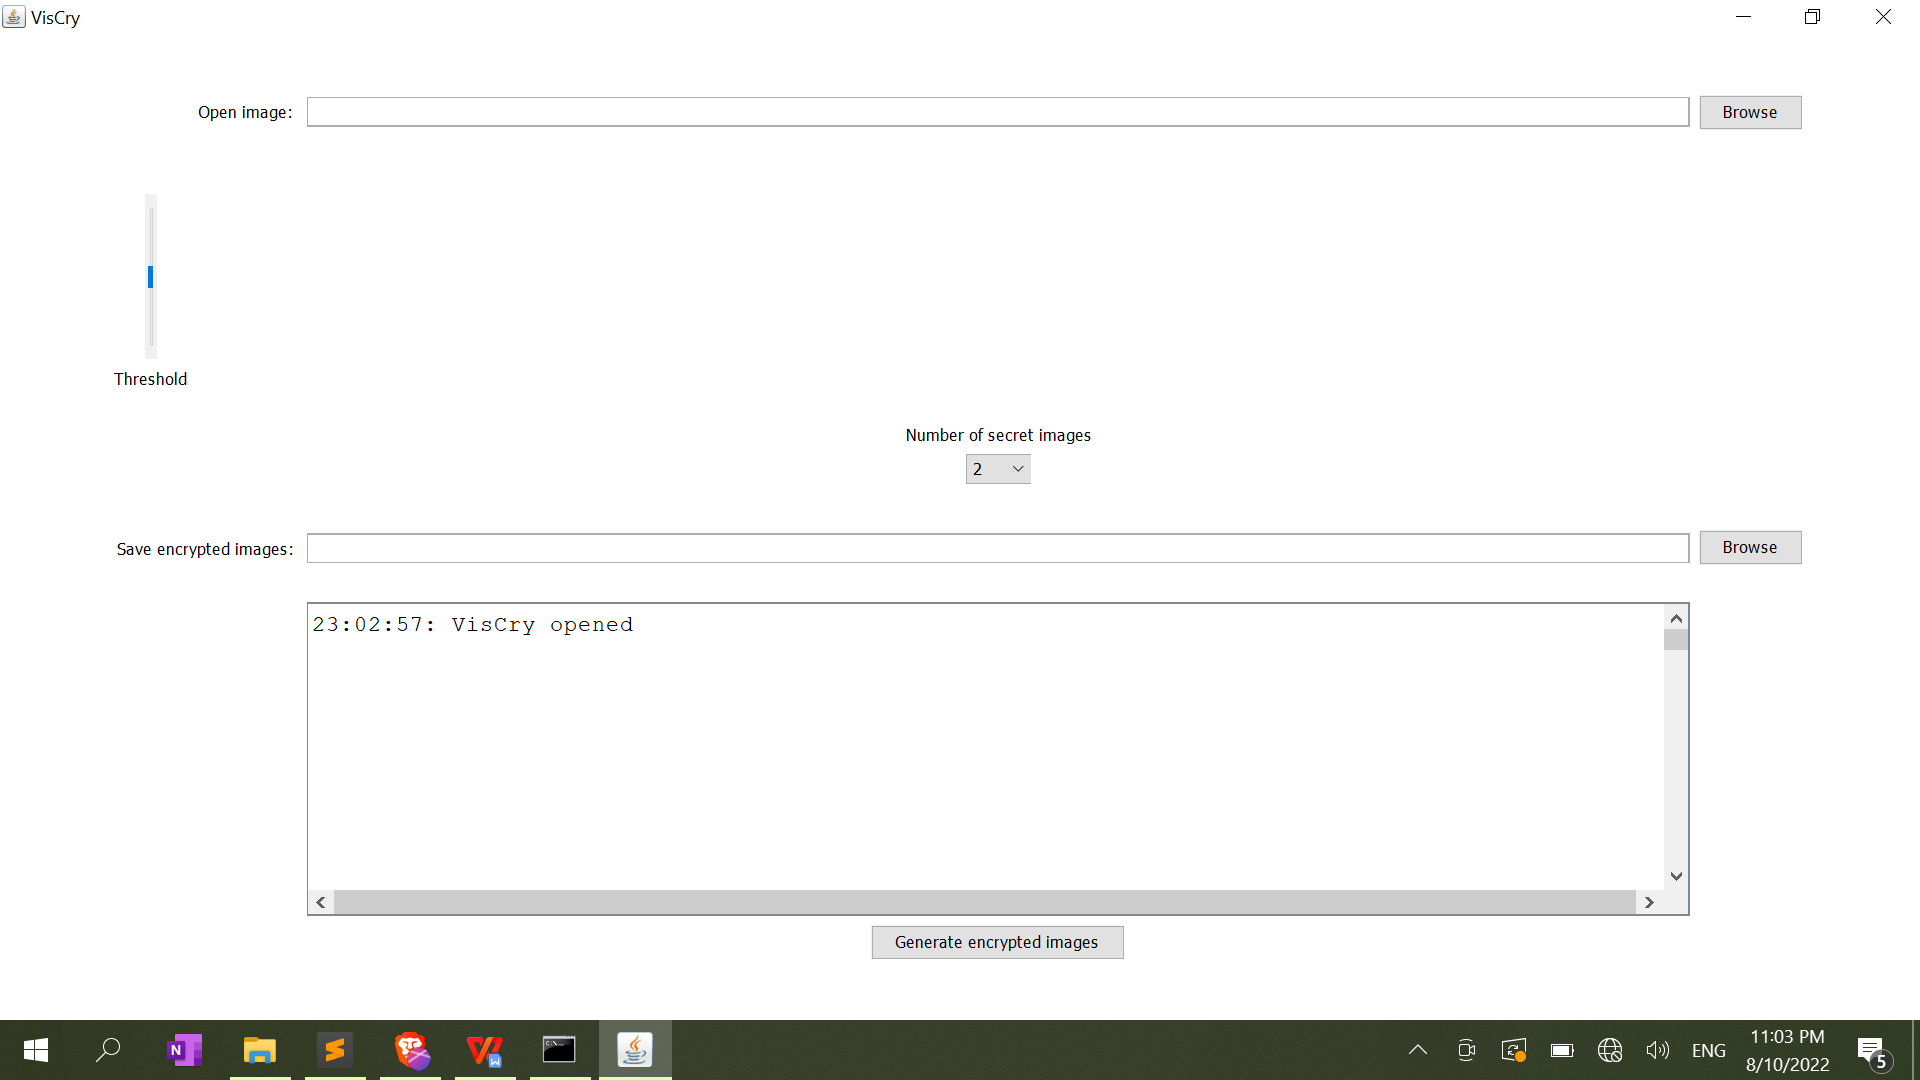 VisCry
Open image:
Browse
Threshold
Number of secret images
2
Save encrypted images:
Browse
23:02:57: VisCry opened
Generate encrypted images
N
W
ENG
11:03 PM
8/10/2022
5